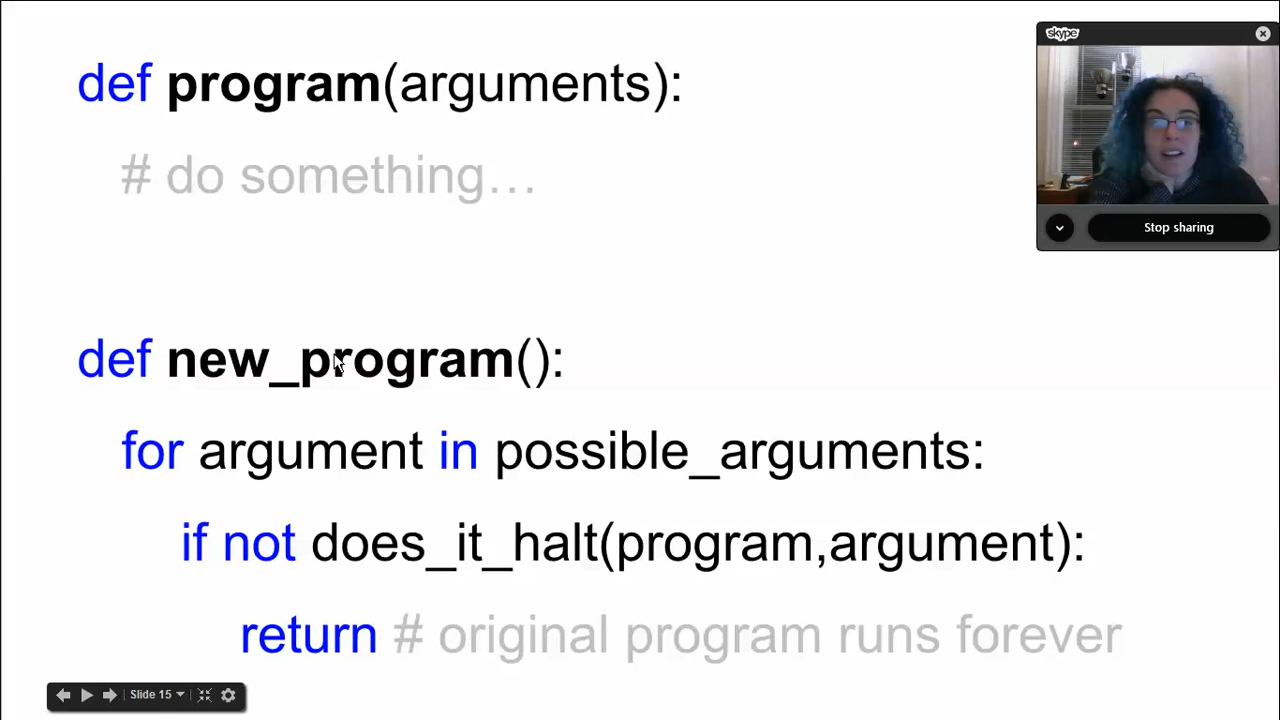 def program(arguments):
# do something…
def new_program():
for argument in possible_arguments:
if not does_it_halt(program,argument):
return # original program runs forever
skype
Stop sharing
Slide 15